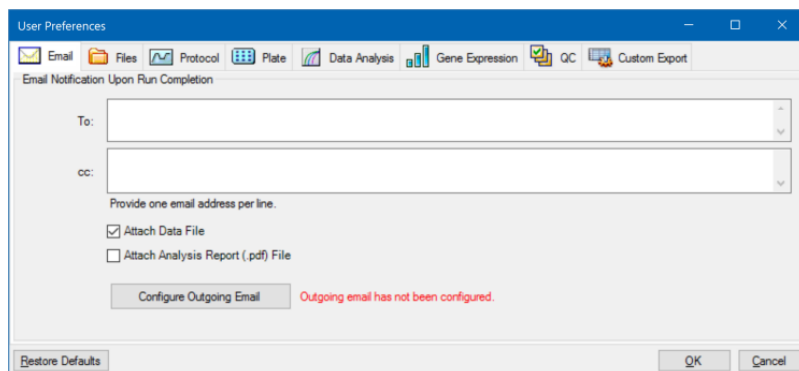 User Preferences
Email Files Protocol Plate Data Analysis Gene Expression QC Custom Export
Email Notification Upon Run Completion
To:
cc:
Provide one email address per line.
Attach Data File
Attach Analysis Report (.pdf) File
Configure Outgoing Email Outgoing email has not been configured.
Restore Defaults OK Cancel